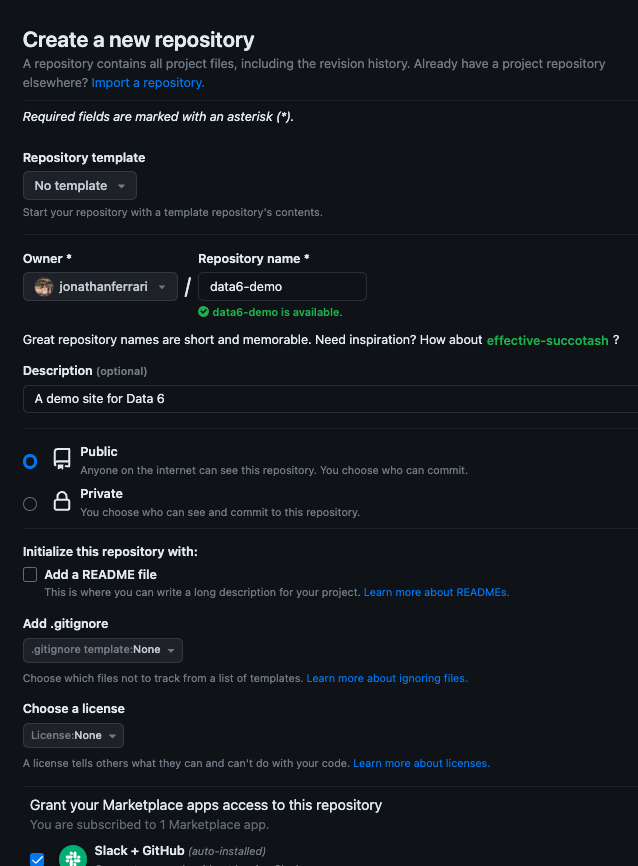 Create a new repository
A repository contains all project files, including the revision history. Already have a project repository
elsewhere? Import a repository.
Required fields are marked with an asterisk (*).
Repository template
No template
Start your repository with a template repository's contents.
Owner *
Repository name *
jonathanferrari
/
data6-demo
data6-demo is available.
Great repository names are short and memorable. Need inspiration? How about effective-succotash ?
Description (optional)
A demo site for Data 6
Public
Anyone on the internet can see this repository. You choose who can commit.
Private
You choose who can see and commit to this repository.
Initialize this repository with:
Add a README file
This is where you can write a long description for your project. Learn more about READMEs.
Add .gitignore
.gitignore template:None
Choose which files not to track from a list of templates. Learn more about ignoring files.
Choose a license
License:None
A license tells others what they can and can't do with your code. Learn more about licenses.
Grant your Marketplace apps access to this repository
You are subscribed to 1 Marketplace app.
Slack + GitHub (auto-installed)